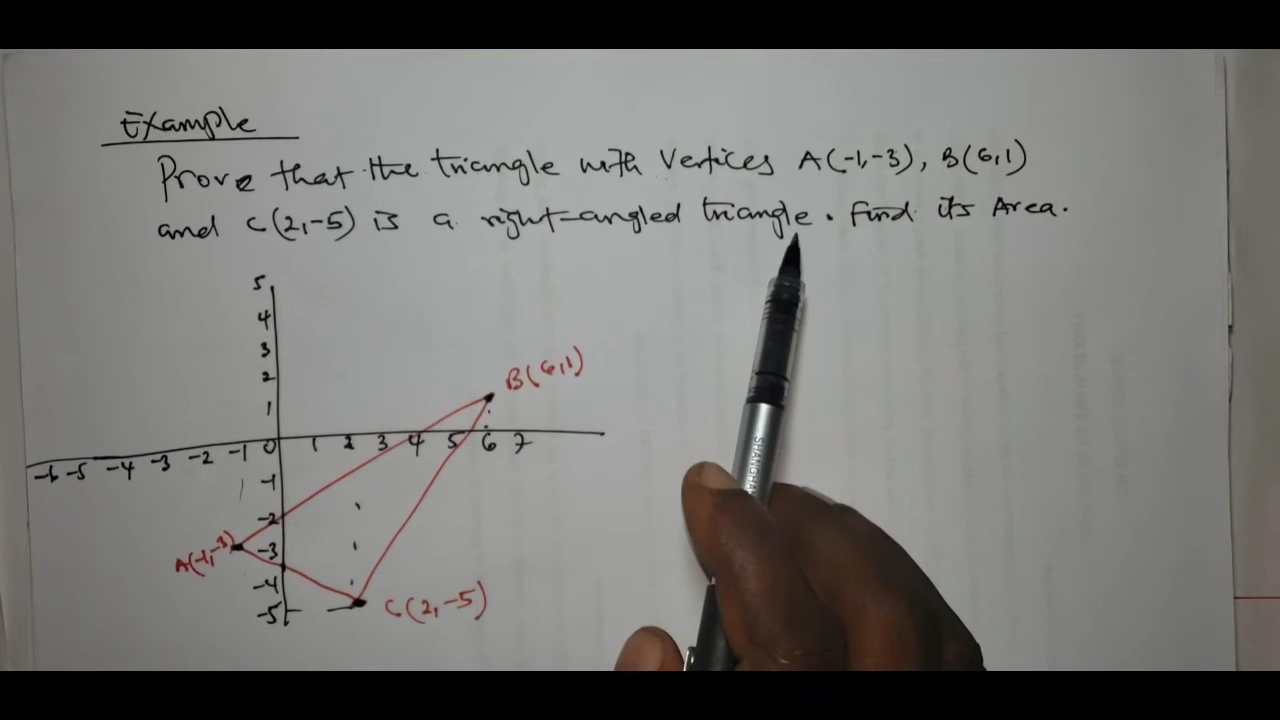 Example
Prove that the triangle with Vertices A(-1,-3), B(6,1)
and C(2,-5) is a right-angled triangle. Find its Area.
5
4
3
2
1
B(6,1)
-6 -5 -4 -3 -2 -1 0 1 2 3 4 5 6 7
-1
-2
A(-1,-3) -3
-4
-5
C(2,-5)
SHANGHA